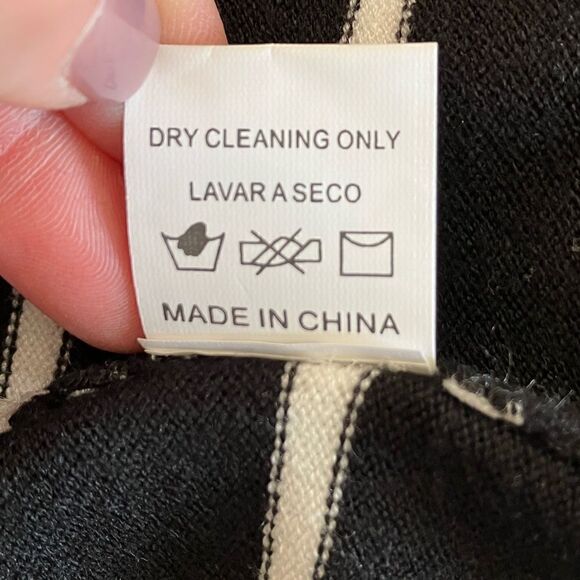 DRY CLEANING ONLY
LAVAR A SECO
MADE IN CHINA